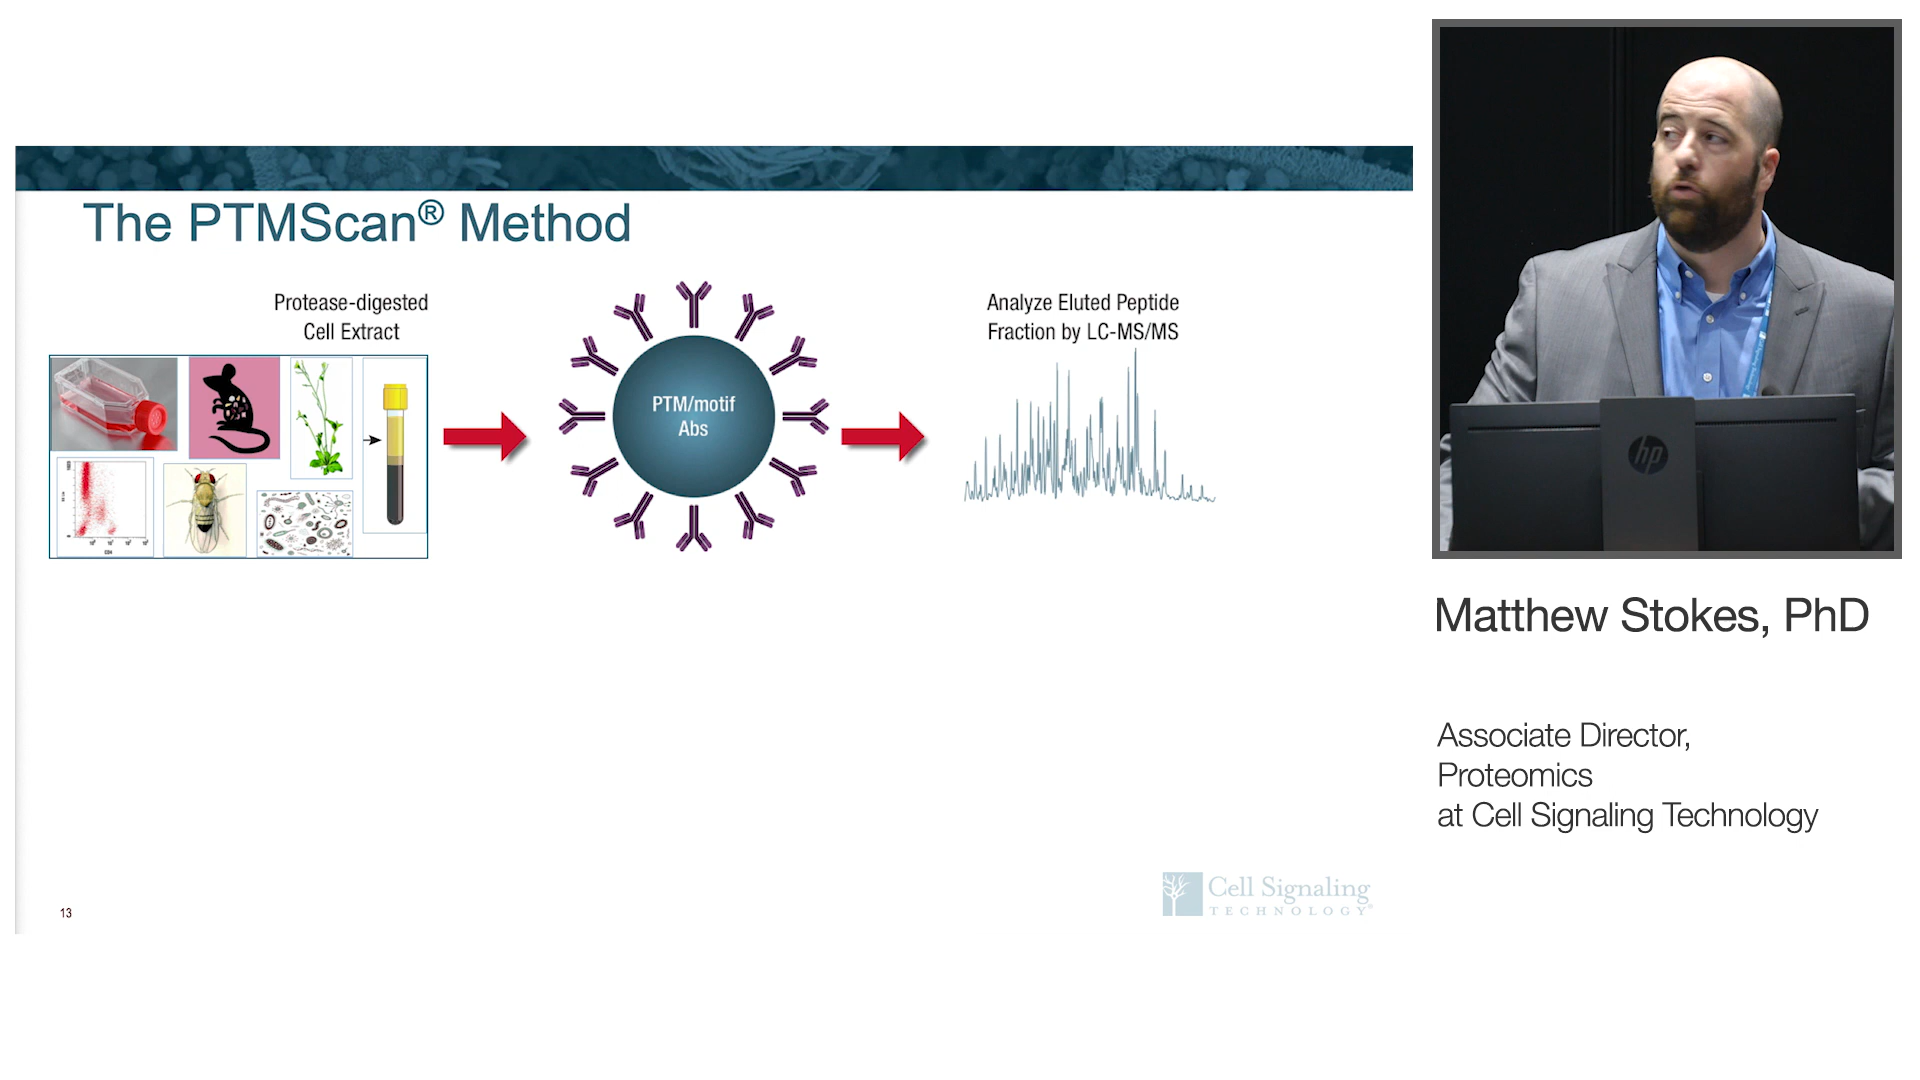 The PTMScan® Method
Protease-digested
Cell Extract
PTM/motif
Abs
Analyze Eluted Peptide
Fraction by LC-MS/MS
hp
Matthew Stokes, PhD
Associate Director,
Proteomics
at Cell Signaling Technology
Cell Signaling
TECHNOLOGY®
13